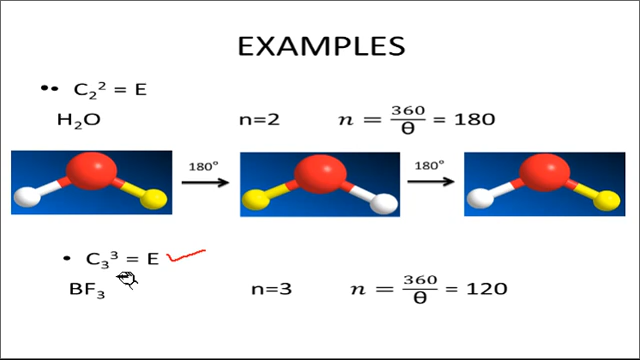 EXAMPLES
•• C₂² = E
H₂O n=2 n = 360/θ = 180
180° 180°
• C₃³ = E
BF₃ n=3 n = 360/θ = 120